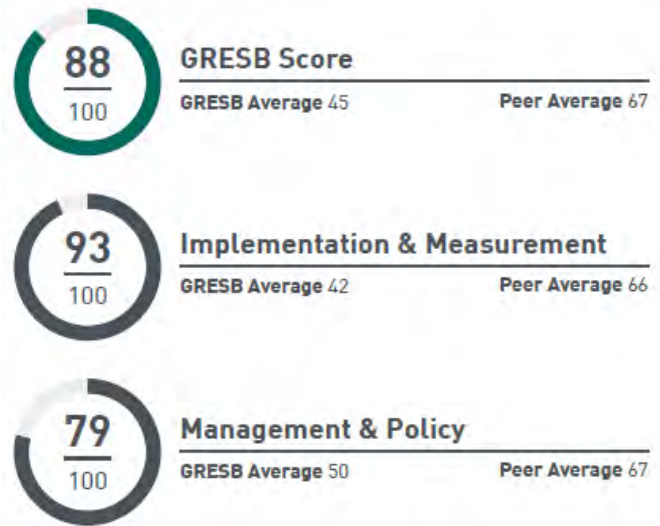 88
100
GRESB Score
GRESB Average 45 Peer Average 67
93
100
Implementation & Measurement
GRESB Average 42 Peer Average 66
79
100
Management & Policy
GRESB Average 50 Peer Average 67